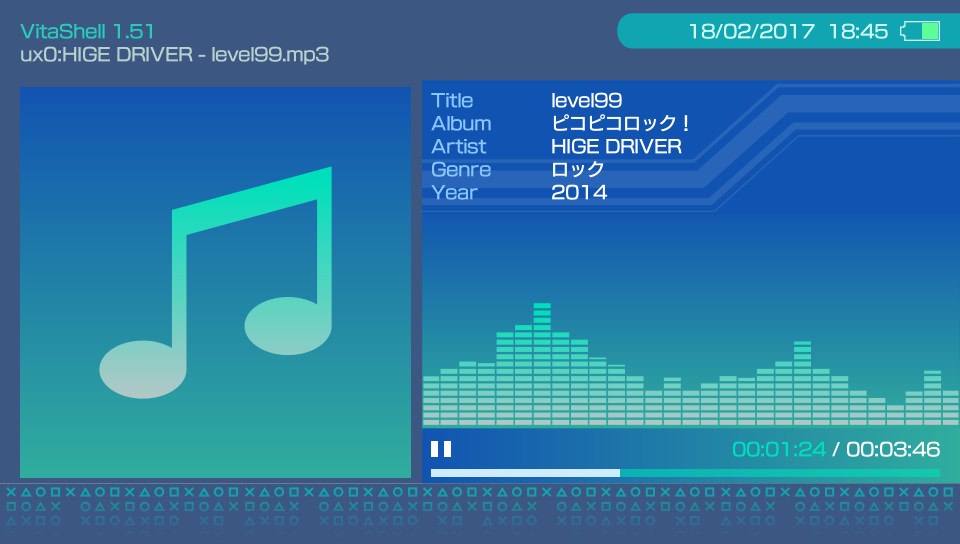 VitaShell 1.51
18/02/2017 18:45
ux0:HIGE DRIVER - level99.mp3
Title level99
Album ピコピコロック！
Artist HIGE DRIVER
Genre ロック
Year 2014
00:01:24 / 00:03:46